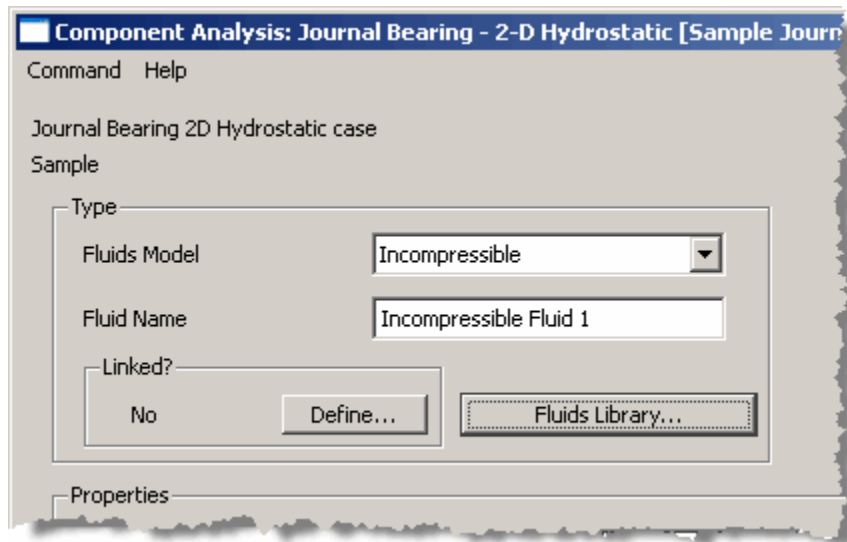 Component Analysis: Journal Bearing - 2-D Hydrostatic [Sample Journ
Command Help
Journal Bearing 2D Hydrostatic case
Sample
Type
Fluids Model Incompressible
Fluid Name Incompressible Fluid 1
Linked?
No Define... Fluids Library...
Properties